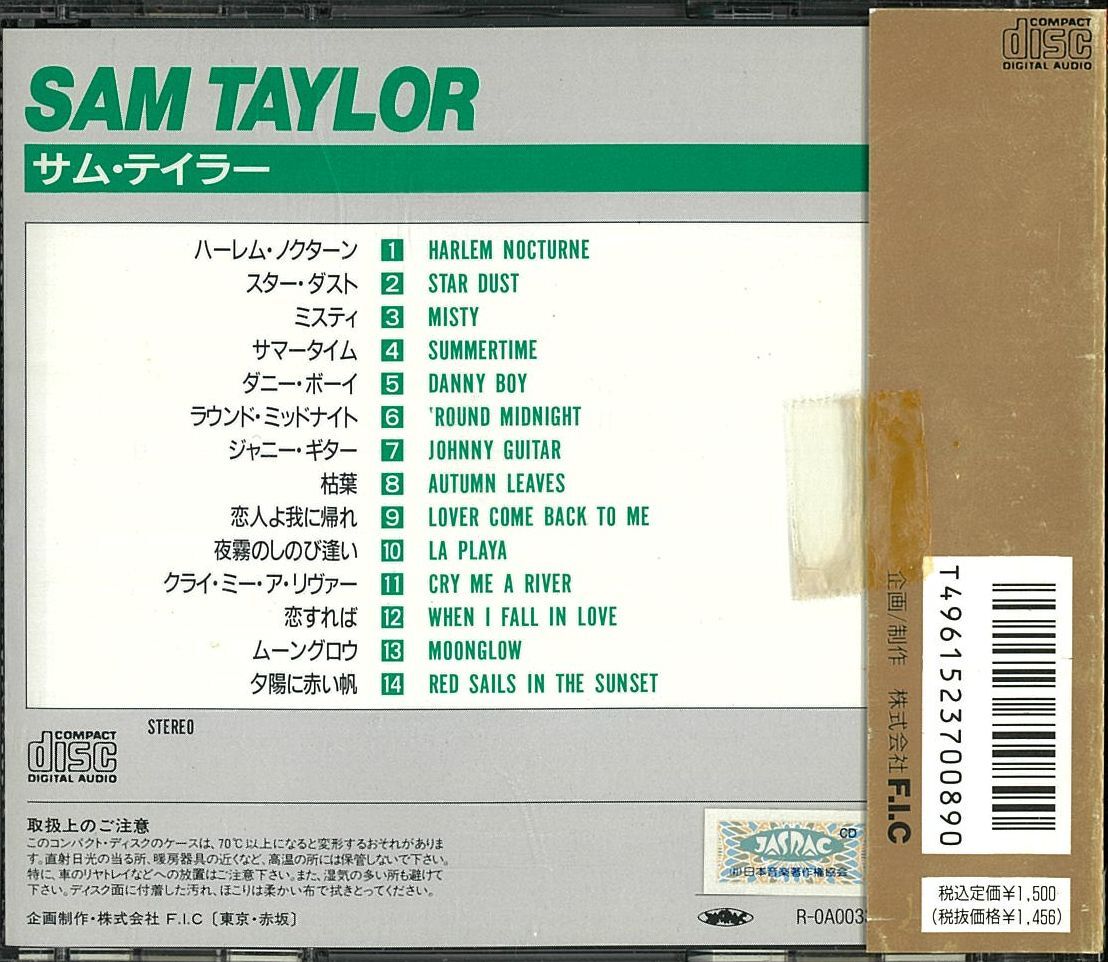 SAM TAYLOR
サム・テイラー
ハーレム・ノクターン 1 HARLEM NOCTURNE
スター・ダスト 2 STAR DUST
ミスティ 3 MISTY
サマータイム 4 SUMMERTIME
ダニー・ボーイ 5 DANNY BOY
ラウンド・ミッドナイト 6 'ROUND MIDNIGHT
ジャニー・ギター 7 JOHNNY GUITAR
枯葉 8 AUTUMN LEAVES
恋人よ我に帰れ 9 LOVER COME BACK TO ME
夜霧のしのび逢い 10 LA PLAYA
クライ・ミー・ア・リヴァー 11 CRY ME A RIVER
恋すれば 12 WHEN I FALL IN LOVE
ムーングロウ 13 MOONGLOW
夕陽に赤い帆 14 RED SAILS IN THE SUNSET
STEREO
COMPACT
disc
DIGITAL AUDIO
取扱上のご注意
このコンパクト・ディスクのケースは、70℃以上になると変形するおそれがありま
す。直射日光の当る所、暖房器具の近くなど、高温の所には保管しないで下さい。
特に、車のリヤトレイなどへの放置はご注意下さい。また、湿気の多い所も避けて
下さい。ディスク面に付着した汚れ、ほこりは柔かい布で拭きとってください。
企画制作・株式会社 F.I.C〔東京・赤坂〕
CD
JASRAC
日本音楽著作権協会
R-0A003
COMPACT
disc
DIGITAL AUDIO
企画/制作 株式会社 F.I.C
T4961523700890
税込定価¥1,500
(税抜価格¥1,456)